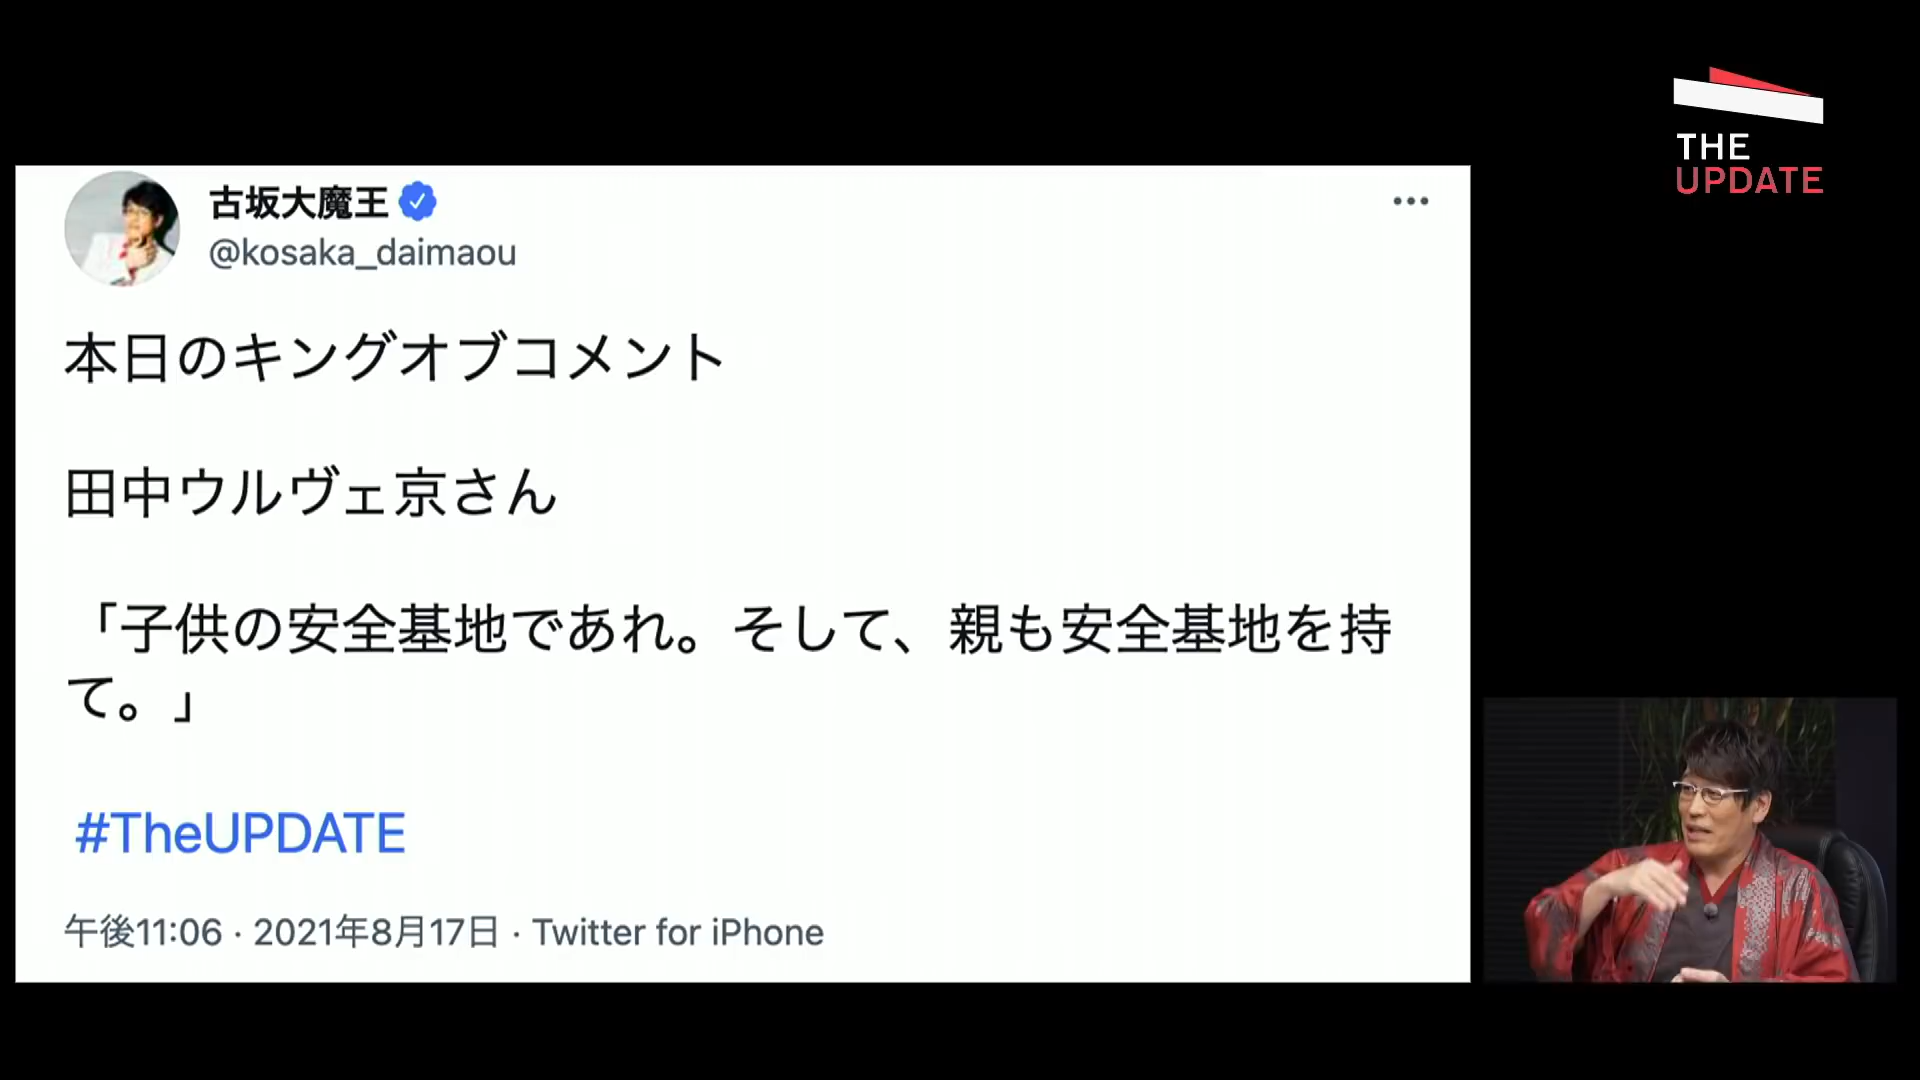 THE
UPDATE
古坂大魔王
@kosaka_daimaou
本日のキングオブコメント
田中ウルヴェ京さん
「子供の安全基地であれ。そして、親も安全基地を持
て。」
#TheUPDATE
午後11:06 · 2021年8月17日 · Twitter for iPhone